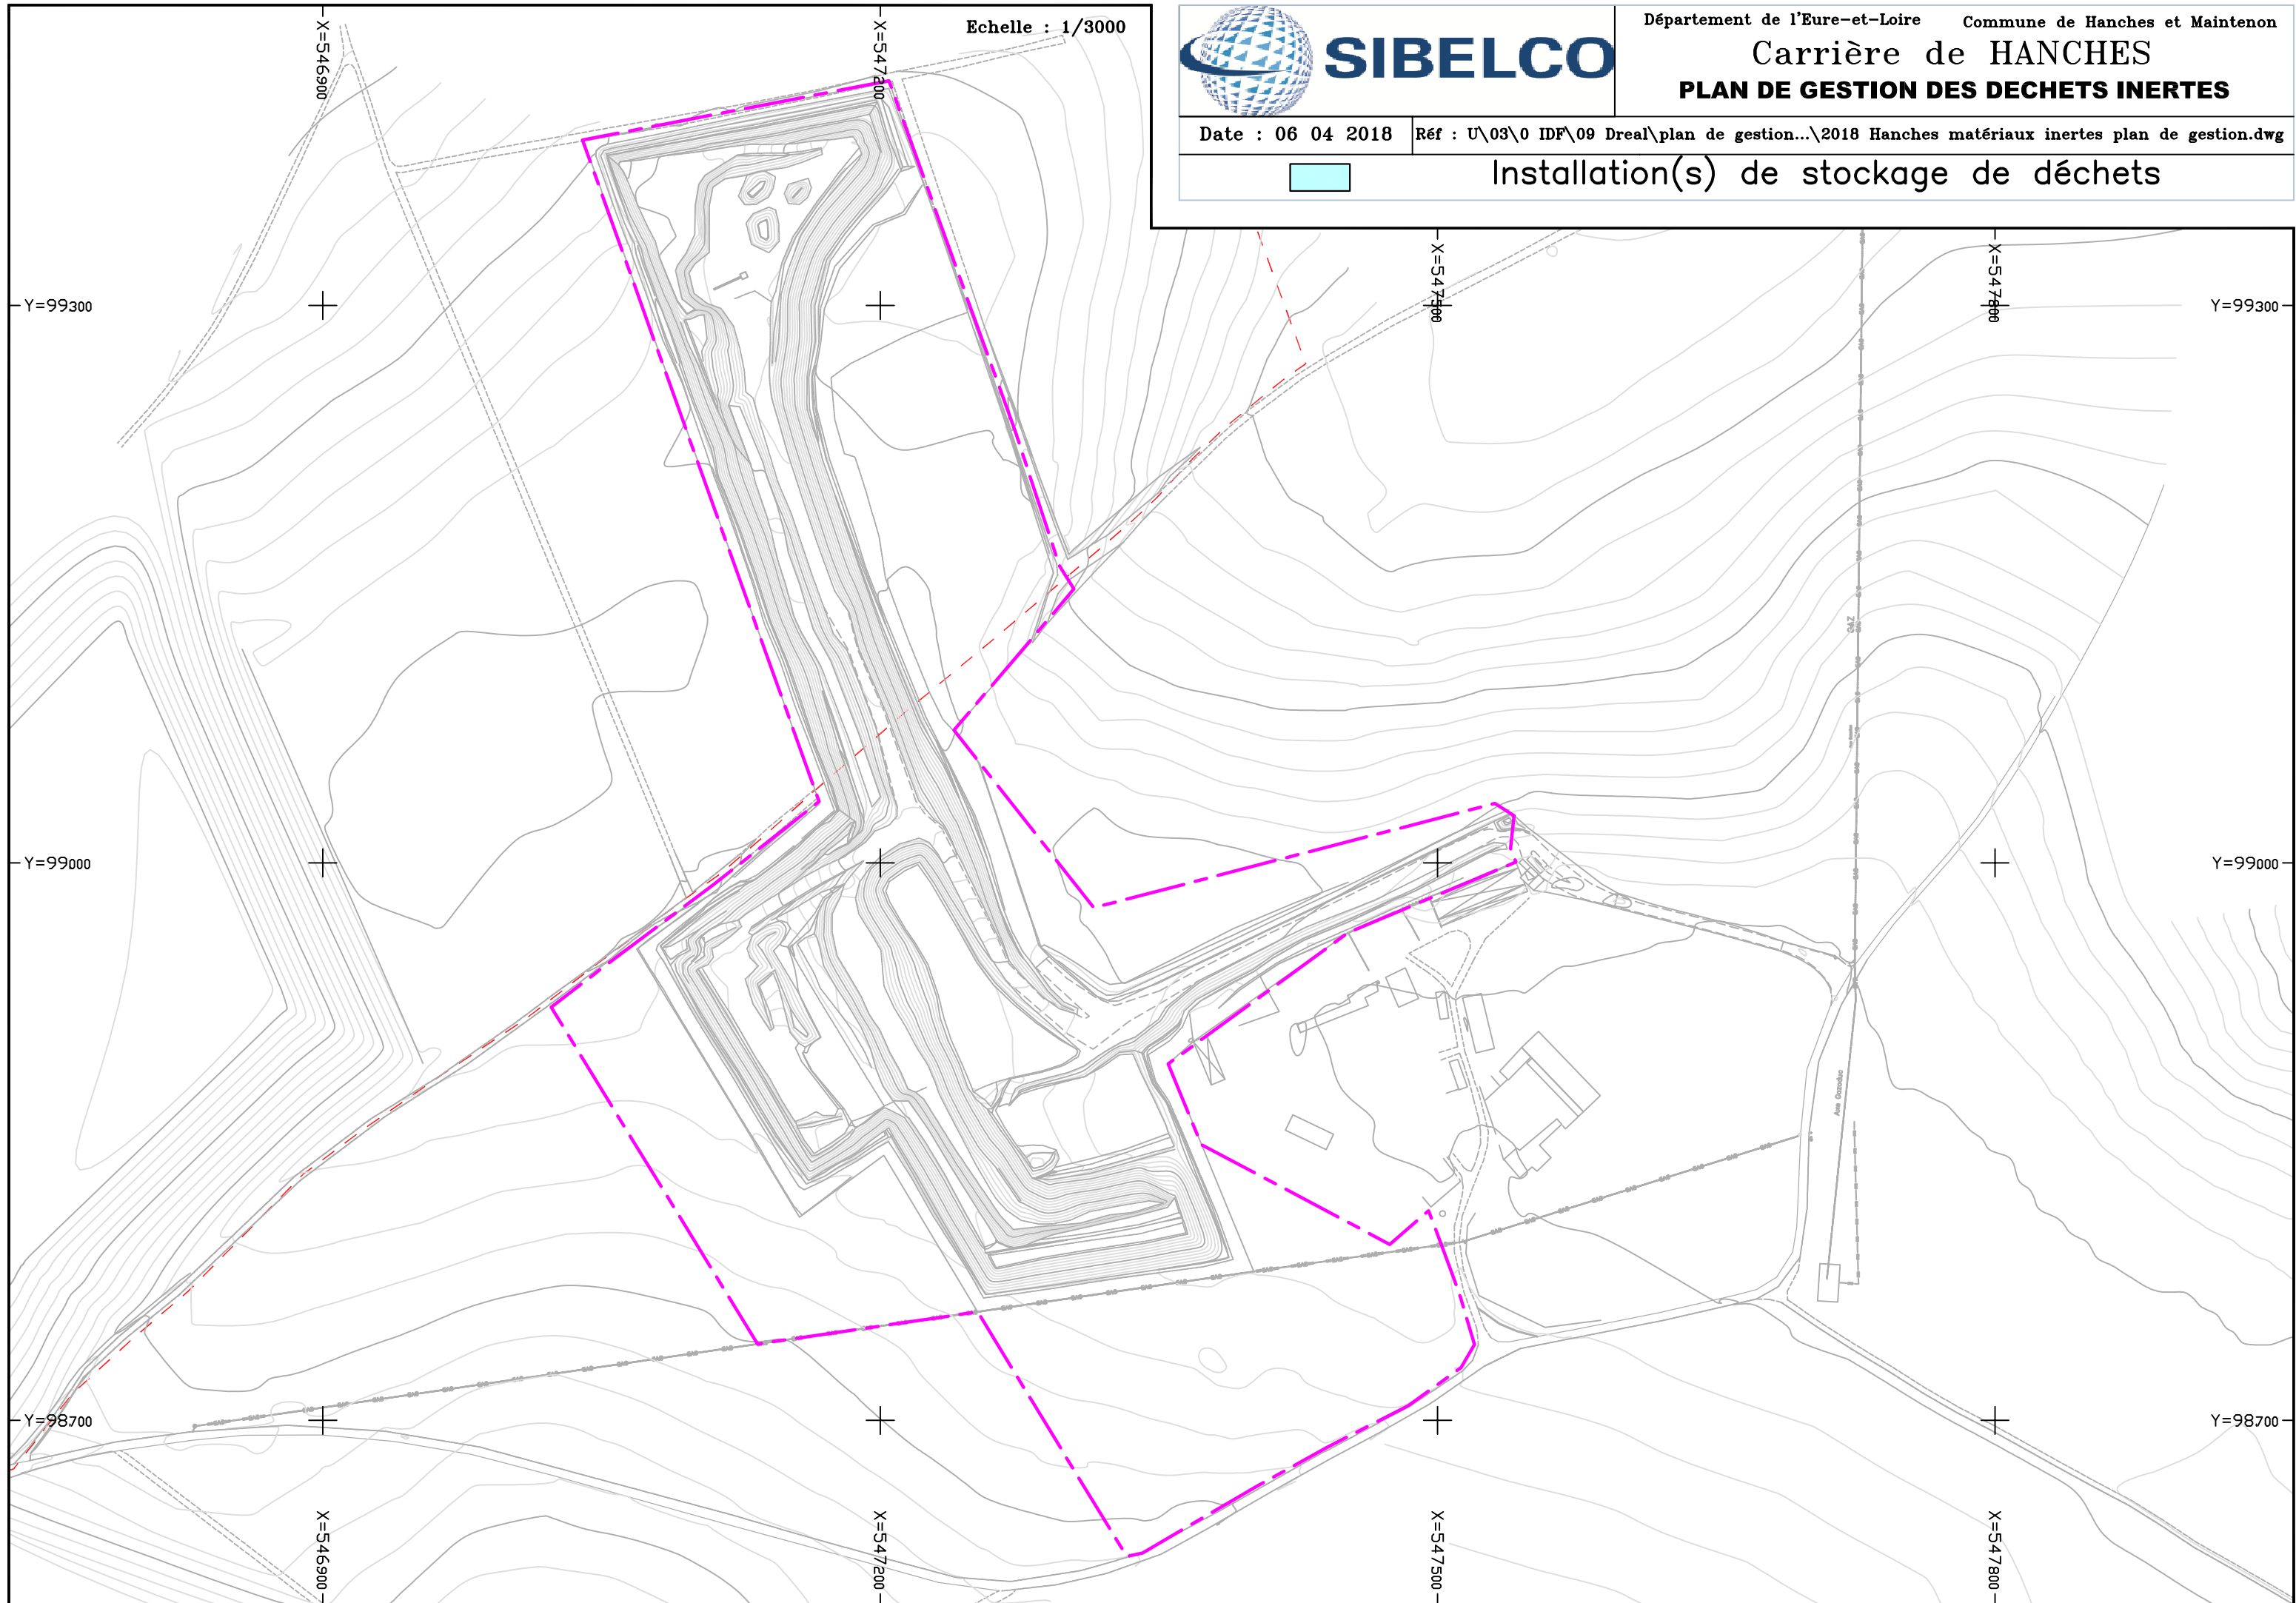 Echelle : 1/3000
SIBELCO
Département de l'Eure-et-Loire Commune de Hanches et Maintenon
Carrière de HANCHES
PLAN DE GESTION DES DECHETS INERTES
Date : 06 04 2018
Réf : U\03\0 IDF\09 Dreal\plan de gestion...\2018 Hanches matériaux inertes plan de gestion.dwg
Installation(s) de stockage de déchets
X=546900
X=547200
X=547500
X=547800
Y=99300
Y=99300
GAZ
Y=99000
Y=99000
Axe Gazoduc
Y=98700
Y=98700
X=546900
X=547200
X=547500
X=547800